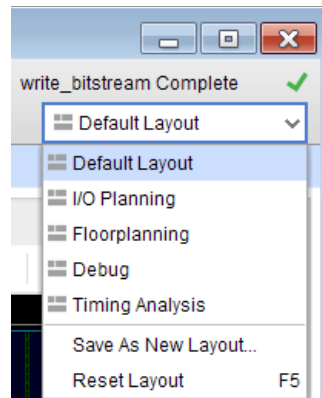 write_bitstream Complete
Default Layout
Default Layout
I/O Planning
Floorplanning
Debug
Timing Analysis
Save As New Layout...
Reset Layout F5